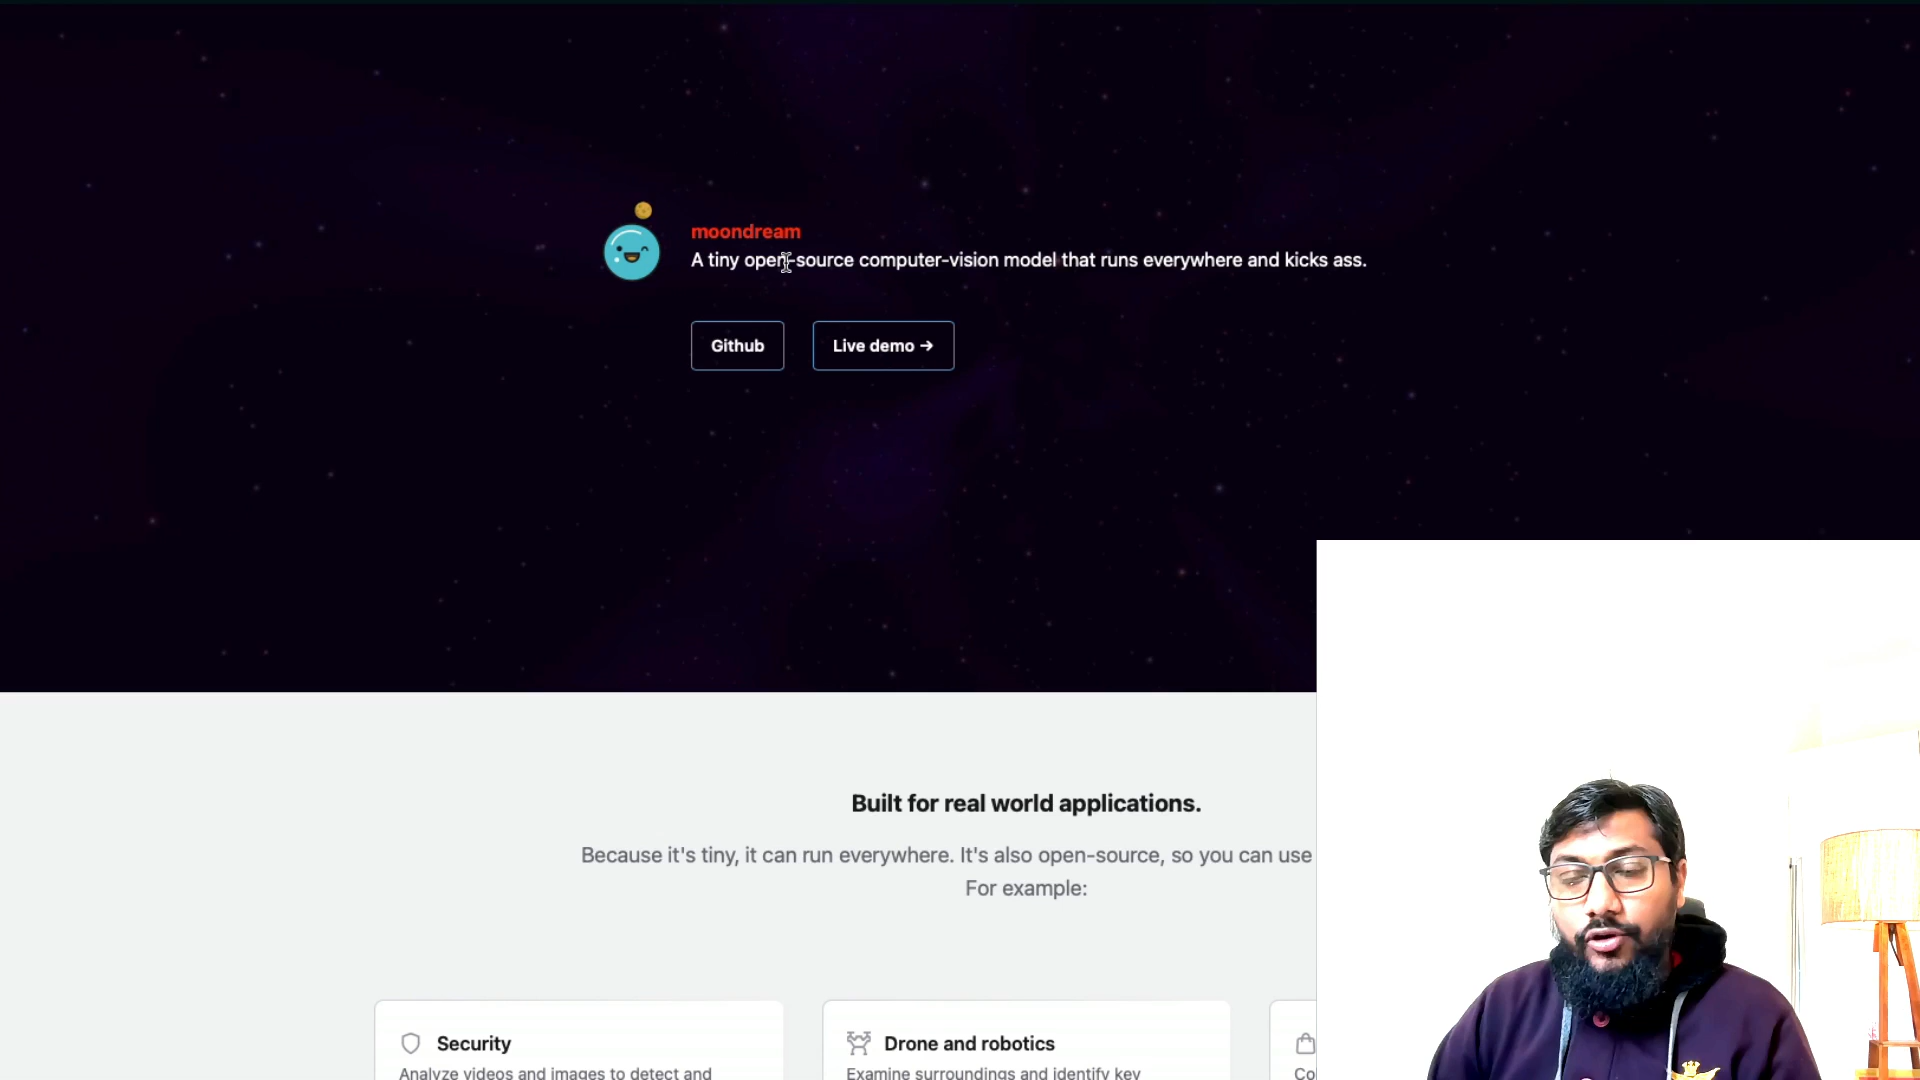 moondream
A tiny open-source computer-vision model that runs everywhere and kicks ass.
Github
Live demo →
Built for real world applications.
Because it's tiny, it can run everywhere. It's also open-source, so you can use
For example:
Security
Analyze videos and images to detect and
Drone and robotics
Examine surroundings and identify key
Co